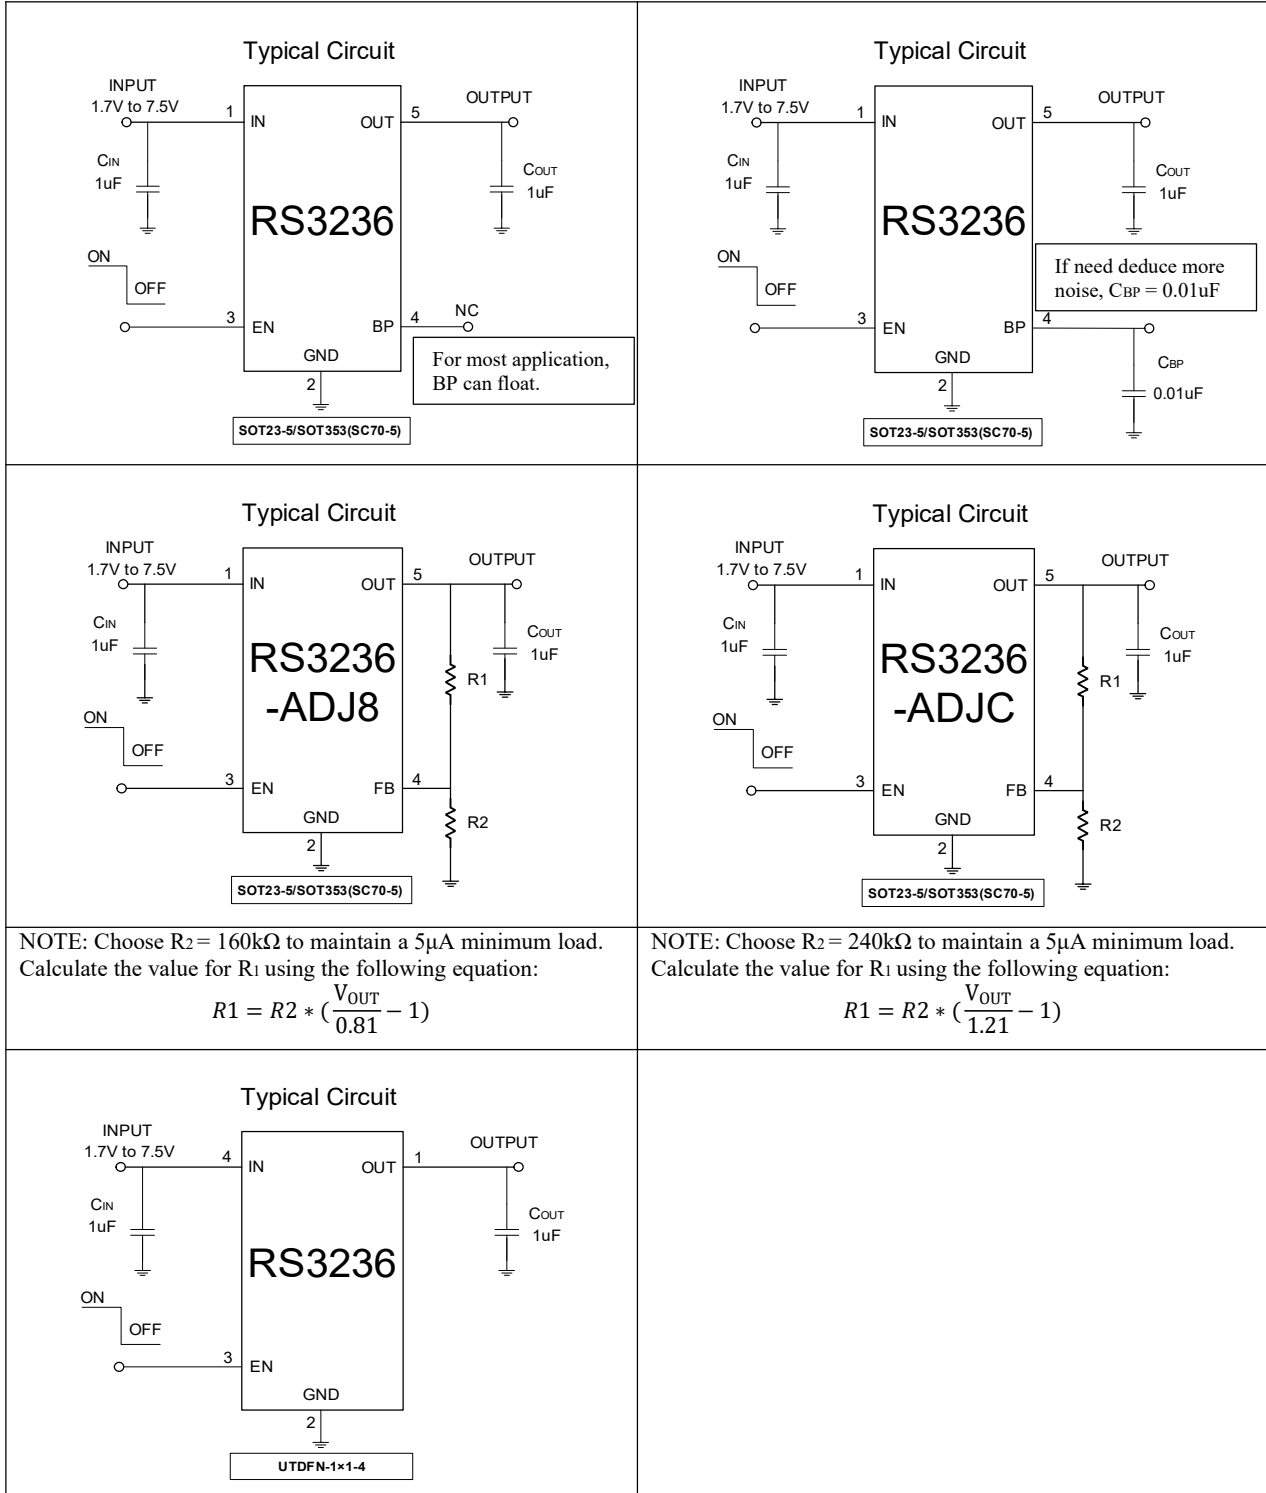 Typical Circuit
INPUT
1.7V to 7.5V
1
IN
OUT
5
OUTPUT
CIN
1uF
COUT
1uF
RS3236
ON
OFF
3
EN
BP
4
NC
GND
2
For most application,
BP can float.
SOT23-5/SOT353(SC70-5)
Typical Circuit
INPUT
1.7V to 7.5V
1
IN
OUT
5
OUTPUT
CIN
1uF
COUT
1uF
RS3236
If need deduce more
noise, CBP = 0.01uF
ON
OFF
3
EN
BP
4
GND
2
CBP
0.01uF
SOT23-5/SOT353(SC70-5)
Typical Circuit
INPUT
1.7V to 7.5V
1
IN
OUT
5
OUTPUT
CIN
1uF
COUT
1uF
RS3236
-ADJ8
R1
ON
OFF
3
EN
FB
4
GND
2
R2
SOT23-5/SOT353(SC70-5)
Typical Circuit
INPUT
1.7V to 7.5V
1
IN
OUT
5
OUTPUT
CIN
1uF
COUT
1uF
RS3236
-ADJC
R1
ON
OFF
3
EN
FB
4
GND
2
R2
SOT23-5/SOT353(SC70-5)
NOTE: Choose R2 = 160kΩ to maintain a 5μA minimum load.
Calculate the value for R1 using the following equation:
R1 = R2 * (VOUT/0.81 − 1)
NOTE: Choose R2 = 240kΩ to maintain a 5μA minimum load.
Calculate the value for R1 using the following equation:
R1 = R2 * (VOUT/1.21 − 1)
Typical Circuit
INPUT
1.7V to 7.5V
4
IN
OUT
1
OUTPUT
CIN
1uF
COUT
1uF
RS3236
ON
OFF
3
EN
GND
2
UTDFN-1×1-4